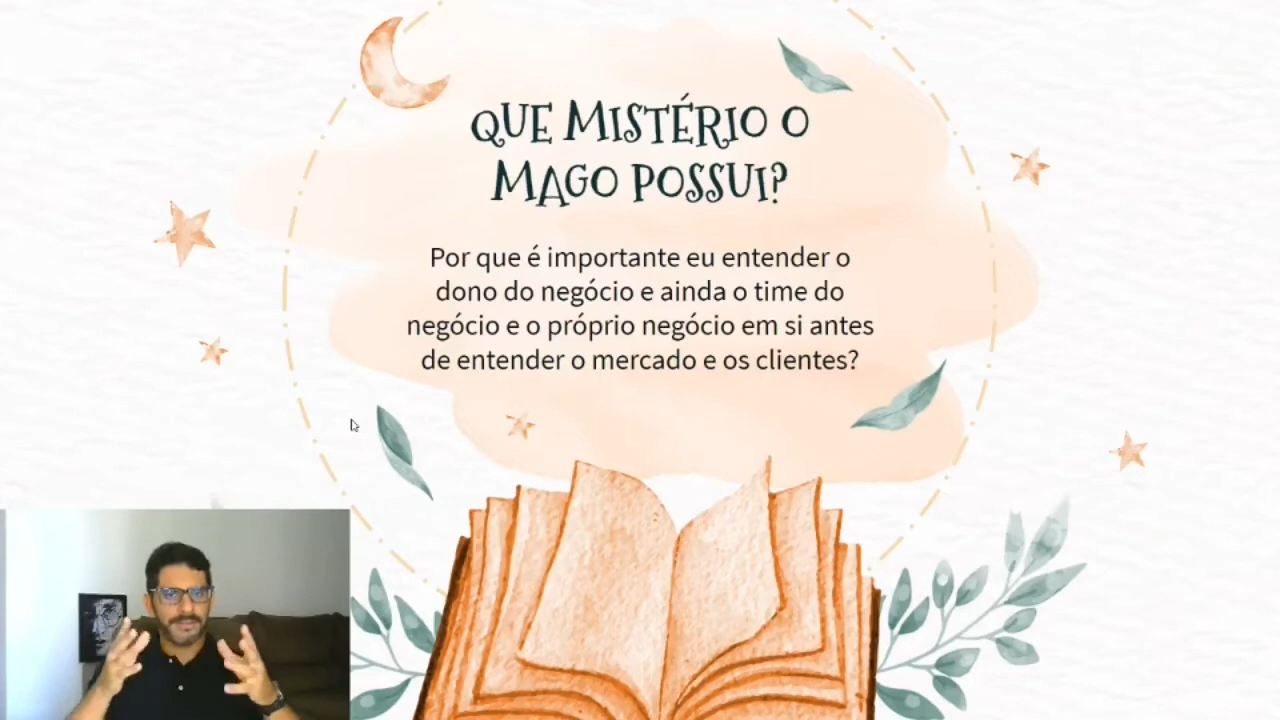 QUE MISTÉRIO O
MAGO POSSUI?
Por que é importante eu entender o
dono do negócio e ainda o time do
negócio e o próprio negócio em si antes
de entender o mercado e os clientes?